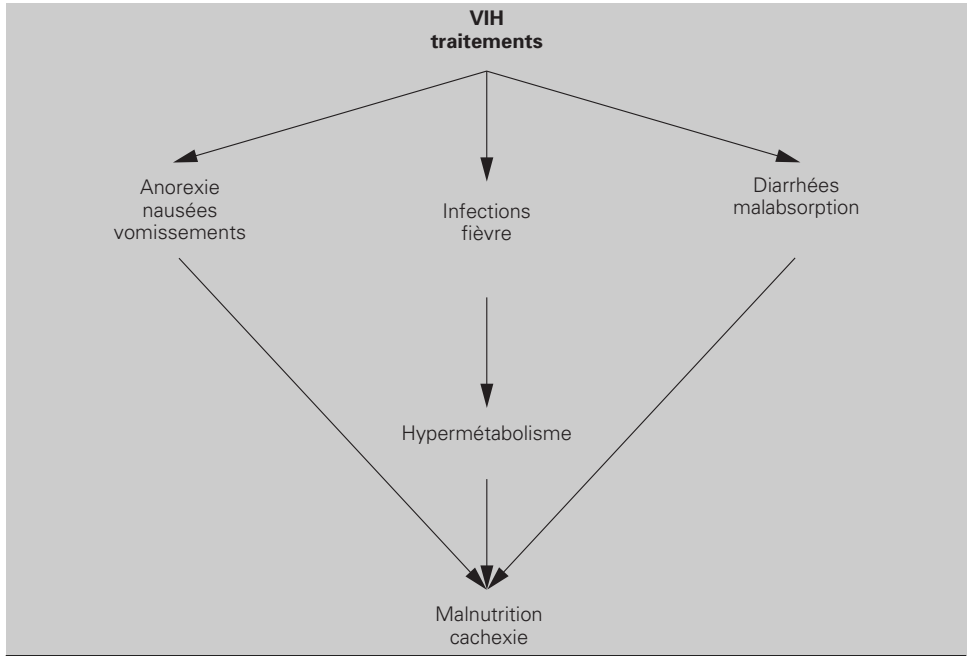 VIH
traitements
Anorexie
nausées
vomissements
Infections
fièvre
Diarrhées
malabsorption
Hypermétabolisme
Malnutrition
cachexie